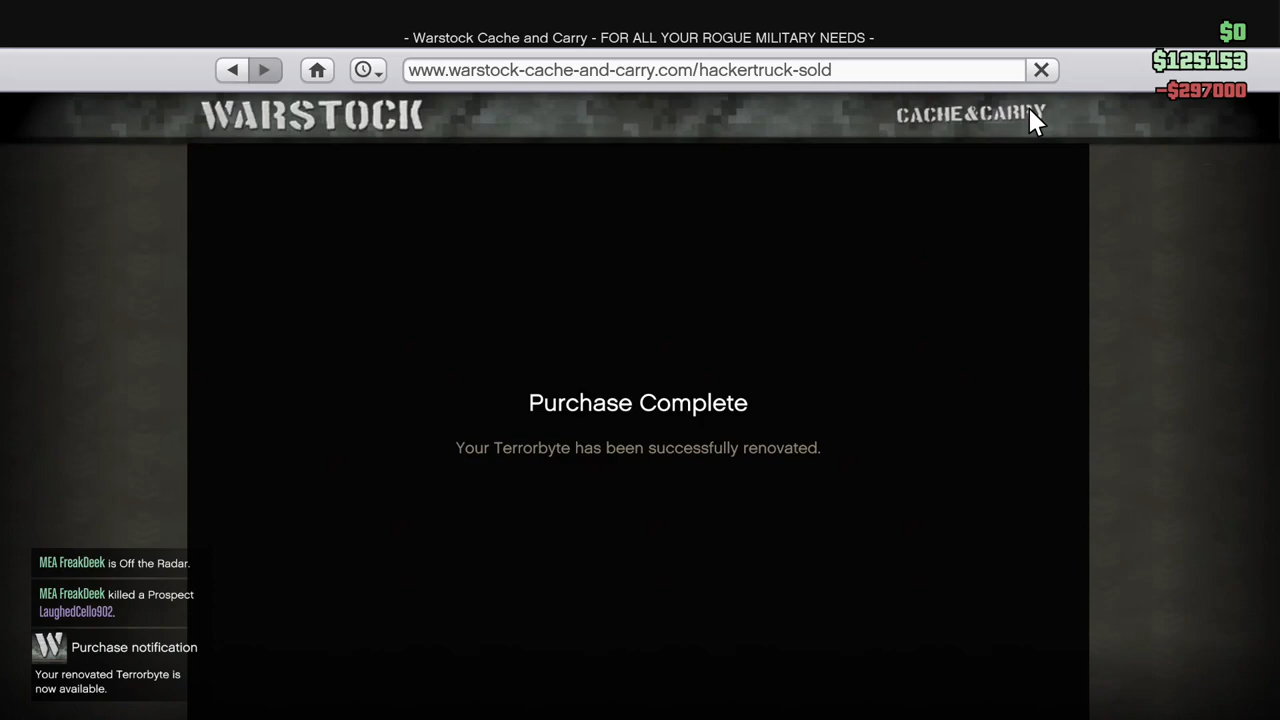 - Warstock Cache and Carry - FOR ALL YOUR ROGUE MILITARY NEEDS -
$0
$125153
-$297000
www.warstock-cache-and-carry.com/hackertruck-sold
WARSTOCK
CACHE&CARRY
Purchase Complete
Your Terrorbyte has been successfully renovated.
MEA FreakDeek is Off the Radar.
MEA FreakDeek killed a Prospect
LaughedCello902.
W
Purchase notification
Your renovated Terrorbyte is
now available.